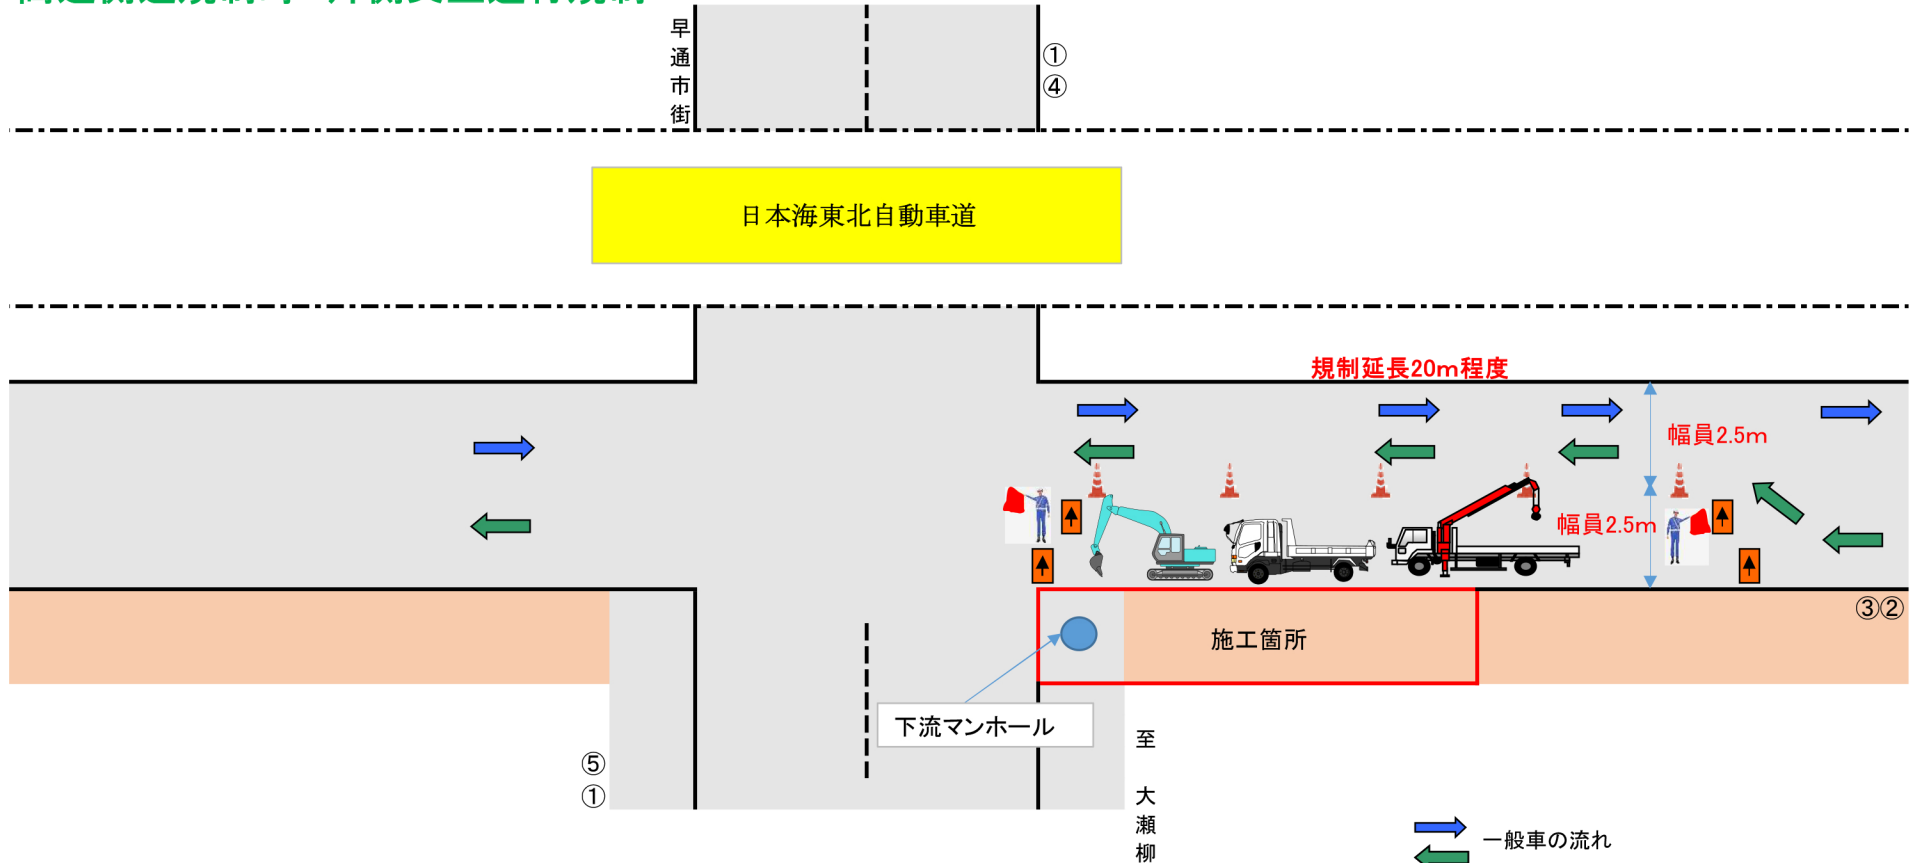 早通市街
①
④
日本海東北自動車道
規制延長20m程度
幅員2.5m
幅員2.5m
③②
施工箇所
下流マンホール
⑤
①
至 大瀬柳
一般車の流れ